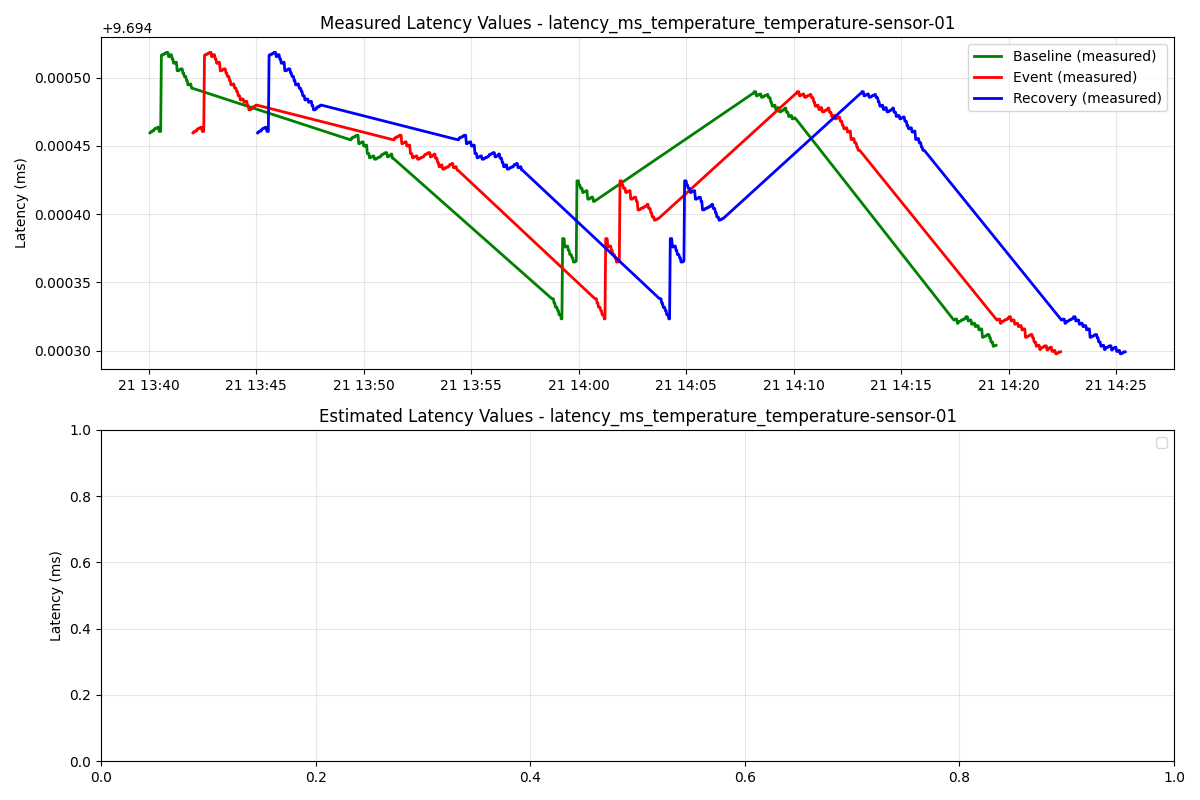 Measured Latency Values - latency_ms_temperature_temperature-sensor-01
+9.694
Baseline (measured)
Event (measured)
Recovery (measured)
0.00050
0.00045
0.00040
0.00035
0.00030
Latency (ms)
21 13:40 21 13:45 21 13:50 21 13:55 21 14:00 21 14:05 21 14:10 21 14:15 21 14:20 21 14:25
Estimated Latency Values - latency_ms_temperature_temperature-sensor-01
1.0
0.8
0.6
0.4
0.2
0.0
Latency (ms)
0.0 0.2 0.4 0.6 0.8 1.0